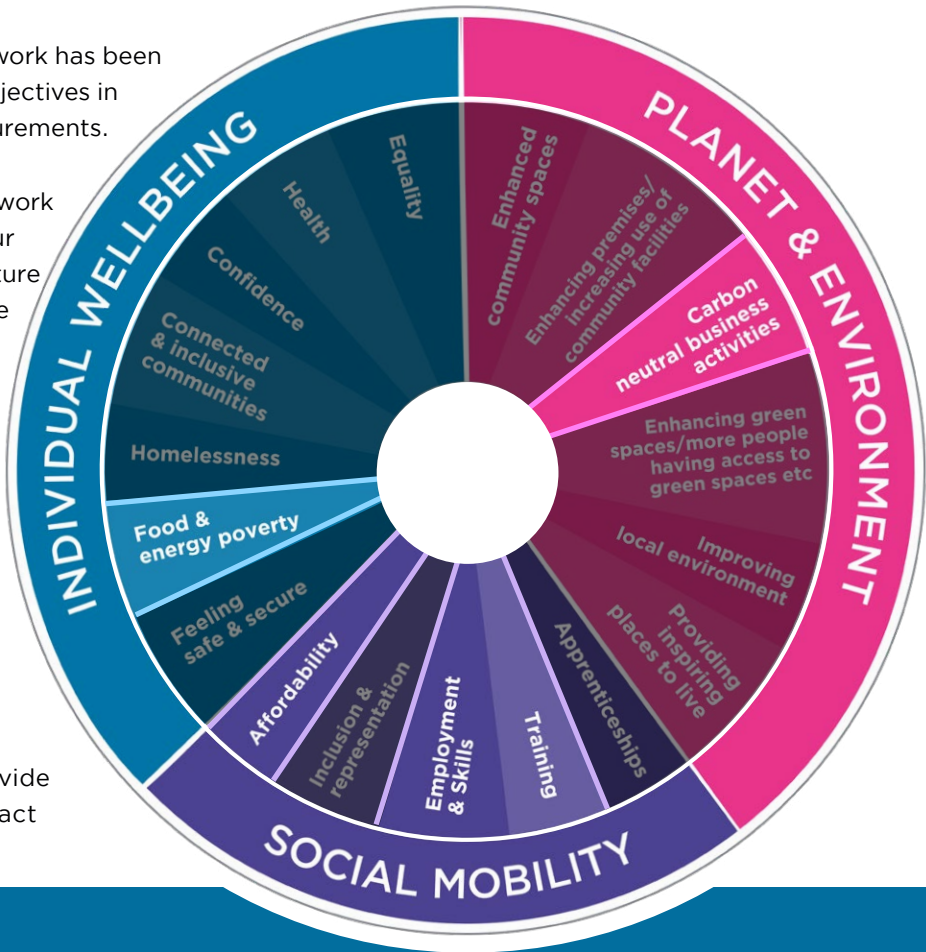 work has been
jectives in
urements.
work
ur
ture
e
vide
act
INDIVIDUAL WELLBEING
Equality
Health
Confidence
Connected
& inclusive
communities
Homelessness
Food &
energy poverty
Feeling
safe & secure
PLANET & ENVIRONMENT
Enhanced
community spaces
Enhancing premises/
increasing use of
community facilities
Carbon
neutral business
activities
Enhancing green
spaces/more people
having access to
green spaces etc
Improving
local environment
Providing
inspiring
places to live
SOCIAL MOBILITY
Affordability
Inclusion &
representation
Employment
& Skills
Training
Apprenticeships